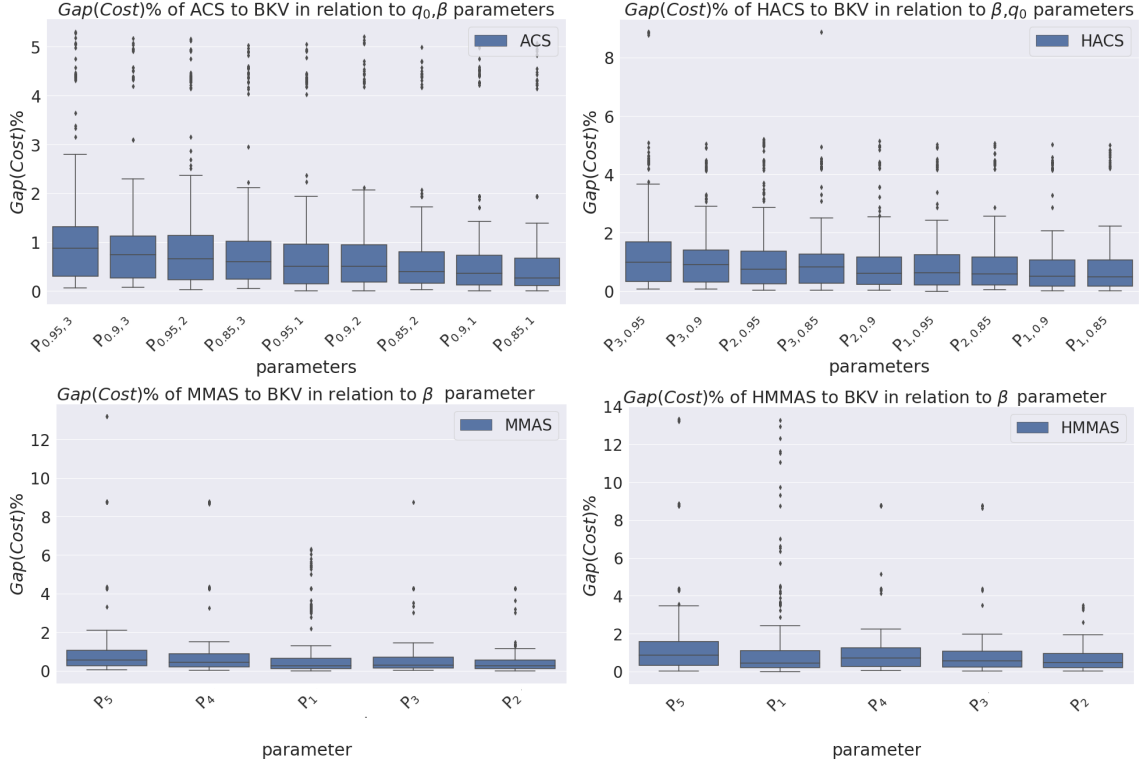 Gap(Cost)% of ACS to BKV in relation to q₀,β parameters
ACS
Gap(Cost)%
5
4
3
2
1
0
P₀.₉₅,₃ P₀.₉,₃ P₀.₉₅,₂ P₀.₈₅,₃ P₀.₉₅,₁ P₀.₉,₂ P₀.₈₅,₂ P₀.₉,₁ P₀.₈₅,₁
parameters
Gap(Cost)% of HACS to BKV in relation to β,q₀ parameters
HACS
Gap(Cost)%
8
6
4
2
0
P₃,₀.₉₅ P₃,₀.₉ P₂,₀.₉₅ P₃,₀.₈₅ P₂,₀.₉ P₁,₀.₉₅ P₂,₀.₈₅ P₁,₀.₉ P₁,₀.₈₅
parameters
Gap(Cost)% of MMAS to BKV in relation to β parameter
MMAS
Gap(Cost)%
12
10
8
6
4
2
0
P₅ P₄ P₁ P₃ P₂
parameter
Gap(Cost)% of HMMAS to BKV in relation to β parameter
HMMAS
Gap(Cost)%
14
12
10
8
6
4
2
0
P₅ P₁ P₄ P₃ P₂
parameter